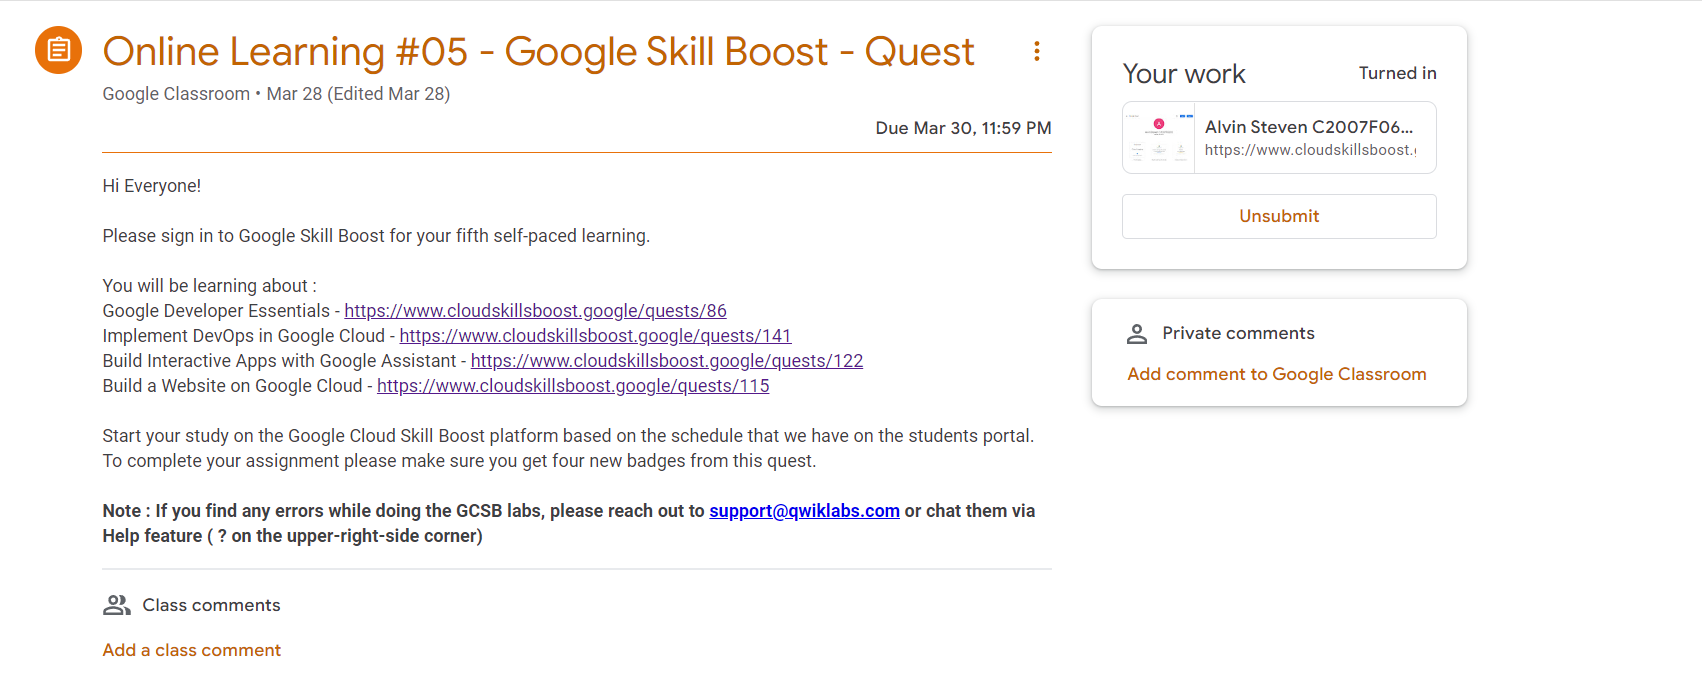 Online Learning #05 - Google Skill Boost - Quest
Google Classroom • Mar 28 (Edited Mar 28)
Due Mar 30, 11:59 PM
Hi Everyone!
Please sign in to Google Skill Boost for your fifth self-paced learning.
You will be learning about :
Google Developer Essentials - https://www.cloudskillsboost.google/quests/86
Implement DevOps in Google Cloud - https://www.cloudskillsboost.google/quests/141
Build Interactive Apps with Google Assistant - https://www.cloudskillsboost.google/quests/122
Build a Website on Google Cloud - https://www.cloudskillsboost.google/quests/115
Start your study on the Google Cloud Skill Boost platform based on the schedule that we have on the students portal.
To complete your assignment please make sure you get four new badges from this quest.
Note : If you find any errors while doing the GCSB labs, please reach out to support@qwiklabs.com or chat them via
Help feature ( ? on the upper-right-side corner)
Class comments
Add a class comment
Your work
Turned in
Alvin Steven C2007F06...
https://www.cloudskillsboost.
Unsubmit
Private comments
Add comment to Google Classroom